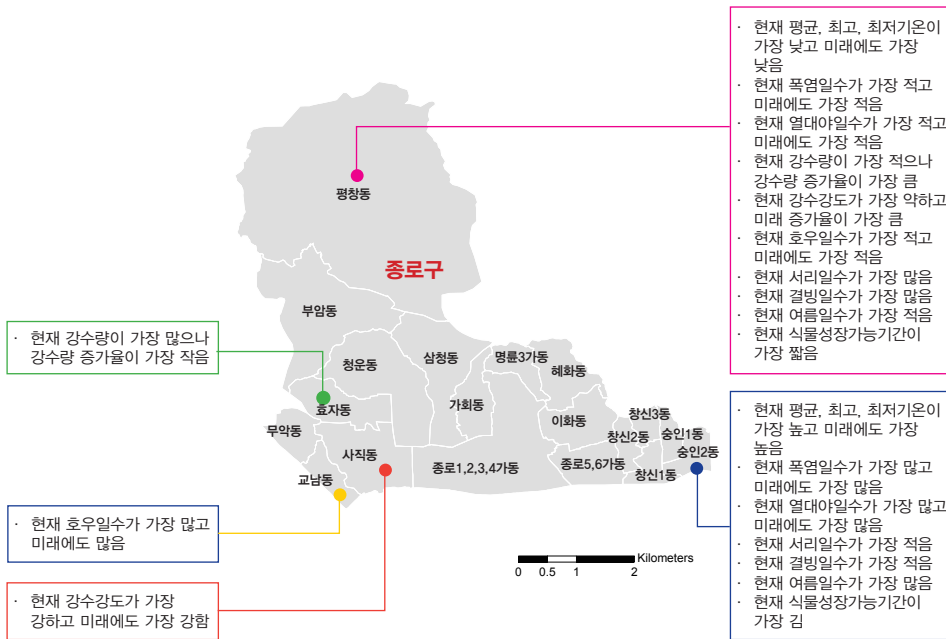 · 현재 평균, 최고, 최저기온이
가장 낮고 미래에도 가장
낮음
· 현재 폭염일수가 가장 적고
미래에도 가장 적음
· 현재 열대야일수가 가장 적고
미래에도 가장 적음
· 현재 강수량이 가장 적으나
강수량 증가율이 가장 큼
· 현재 강수강도가 가장 약하고
미래 증가율이 가장 큼
· 현재 호우일수가 가장 적고
미래에도 가장 적음
· 현재 서리일수가 가장 많음
· 현재 결빙일수가 가장 많음
· 현재 여름일수가 가장 적음
· 현재 식물성장가능기간이
가장 짧음
평창동
종로구
부암동
· 현재 강수량이 가장 많으나
강수량 증가율이 가장 작음
청운동
삼청동
명륜3가동
혜화동
효자동
가회동
이화동
창신3동
무악동
사직동
창신2동
숭인1동
숭인2동
교남동
종로1,2,3,4가동
종로5,6가동
창신1동
· 현재 평균, 최고, 최저기온이
가장 높고 미래에도 가장
높음
· 현재 폭염일수가 가장 많고
미래에도 가장 많음
· 현재 열대야일수가 가장 많고
미래에도 가장 많음
· 현재 서리일수가 가장 적음
· 현재 결빙일수가 가장 적음
· 현재 여름일수가 가장 많음
· 현재 식물성장가능기간이
가장 김
· 현재 호우일수가 가장 많고
미래에도 많음
· 현재 강수강도가 가장
강하고 미래에도 가장 강함
Kilometers
0 0.5 1 2